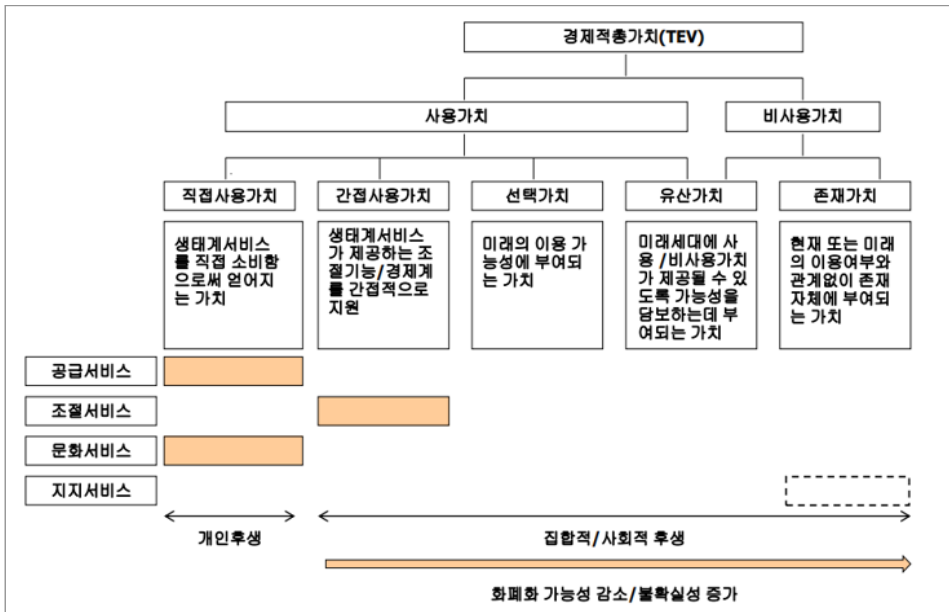 경제적총가치(TEV)
사용가치
비사용가치
직접사용가치
간접사용가치
선택가치
유산가치
존재가치
생태계서비스
를 직접 소비함
으로써 얻어지
는 가치
생태계서비스
가 제공하는 조
절기능/경제계
를 간접적으로
지원
미래의 이용 가
능성에 부여되
는 가치
미래세대에 사
용 /비사용가치
가 제공될 수 있
도록 가능성을
담보하는데 부
여되는 가치
현재 또는 미래
의 이용여부와
관계없이 존재
자체에 부여되
는 가치
공급서비스
조절서비스
문화서비스
지지서비스
개인후생
집합적/사회적 후생
화폐화 가능성 감소/불확실성 증가